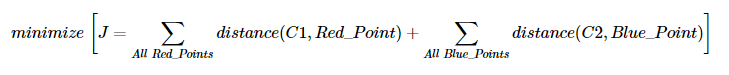 minimize [J = ∑ distance(C1, Red_Point) + ∑ distance(C2, Blue_Point)]
All Red_Points All Blue_Points